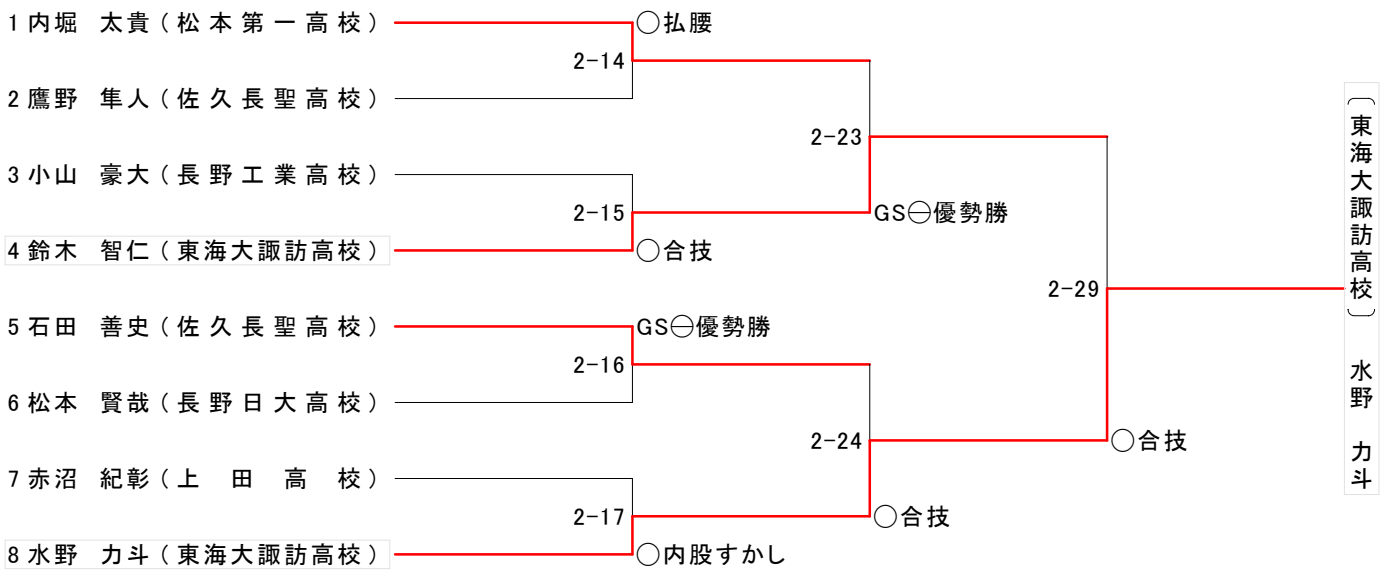 1 内堀 太貴(松本第一高校)
○払腰
2-14
2 鷹野 隼人(佐久長聖高校)
2-23
3 小山 豪大(長野工業高校)
2-15
GS㊀優勢勝
4 鈴木 智仁(東海大諏訪高校)
○合技
2-29
5 石田 善史(佐久長聖高校)
GS㊀優勢勝
2-16
6 松本 賢哉(長野日大高校)
2-24
○合技
7 赤沼 紀彰(上田高校)
2-17
○合技
8 水野 力斗(東海大諏訪高校)
○内股すかし
〔東海大諏訪高校〕 水野 力斗